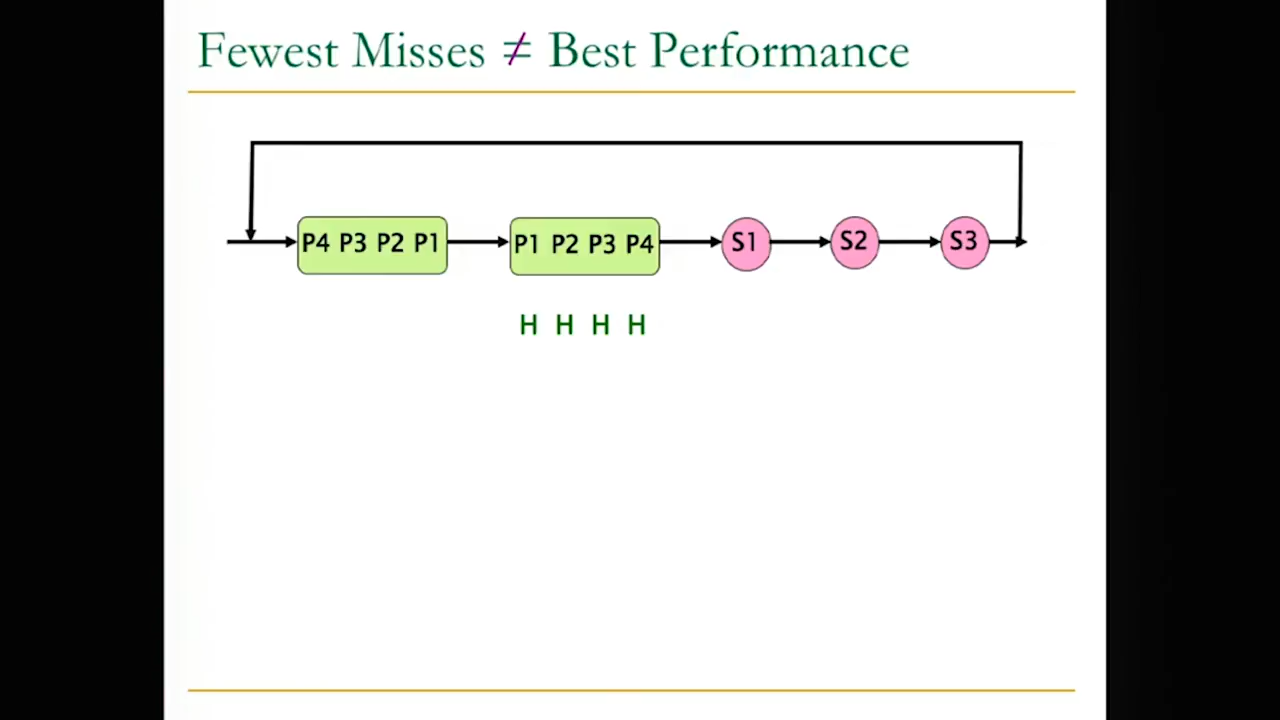 Fewest Misses ≠ Best Performance
P4 P3 P2 P1 P1 P2 P3 P4 S1 S2 S3
H H H H